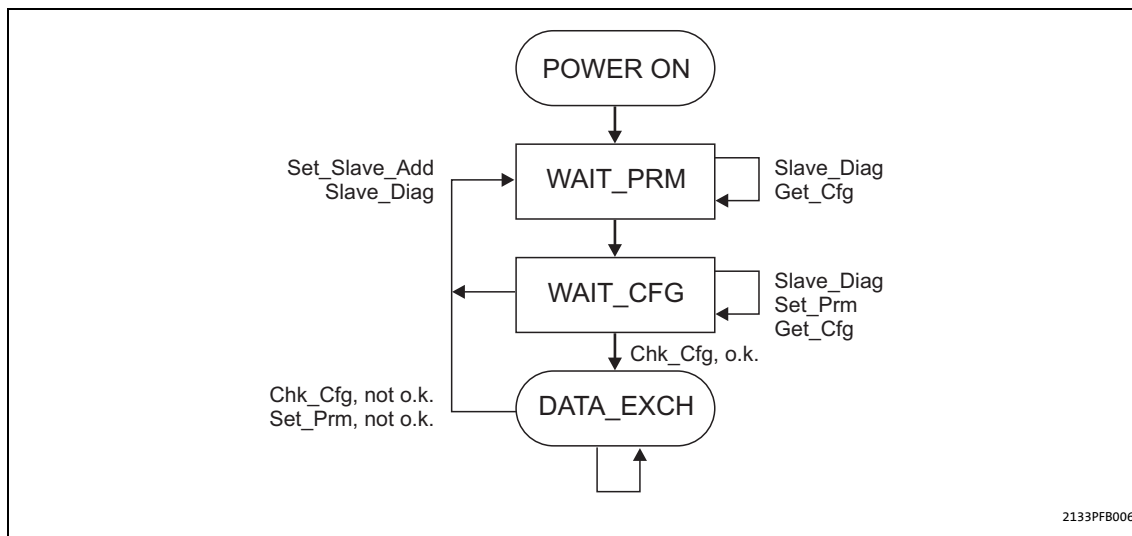 POWER ON
Set_Slave_Add
Slave_Diag
WAIT_PRM
Slave_Diag
Get_Cfg
WAIT_CFG
Slave_Diag
Set_Prm
Get_Cfg
Chk_Cfg, o.k.
Chk_Cfg, not o.k.
Set_Prm, not o.k.
DATA_EXCH
2133PFB006